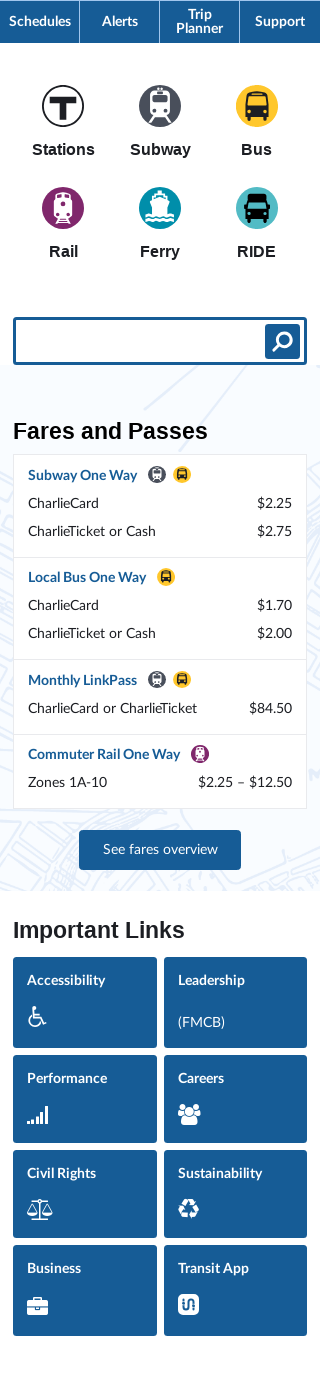 Schedules
Alerts
Trip
Planner
Support
T
Stations
Subway
Bus
Rail
Ferry
RIDE
Fares and Passes
Subway One Way
CharlieCard $2.25
CharlieTicket or Cash $2.75
Local Bus One Way
CharlieCard $1.70
CharlieTicket or Cash $2.00
Monthly LinkPass
CharlieCard or CharlieTicket $84.50
Commuter Rail One Way
Zones 1A-10 $2.25 – $12.50
See fares overview
Important Links
Accessibility
Leadership
(FMCB)
Performance
Careers
Civil Rights
Sustainability
Business
Transit App